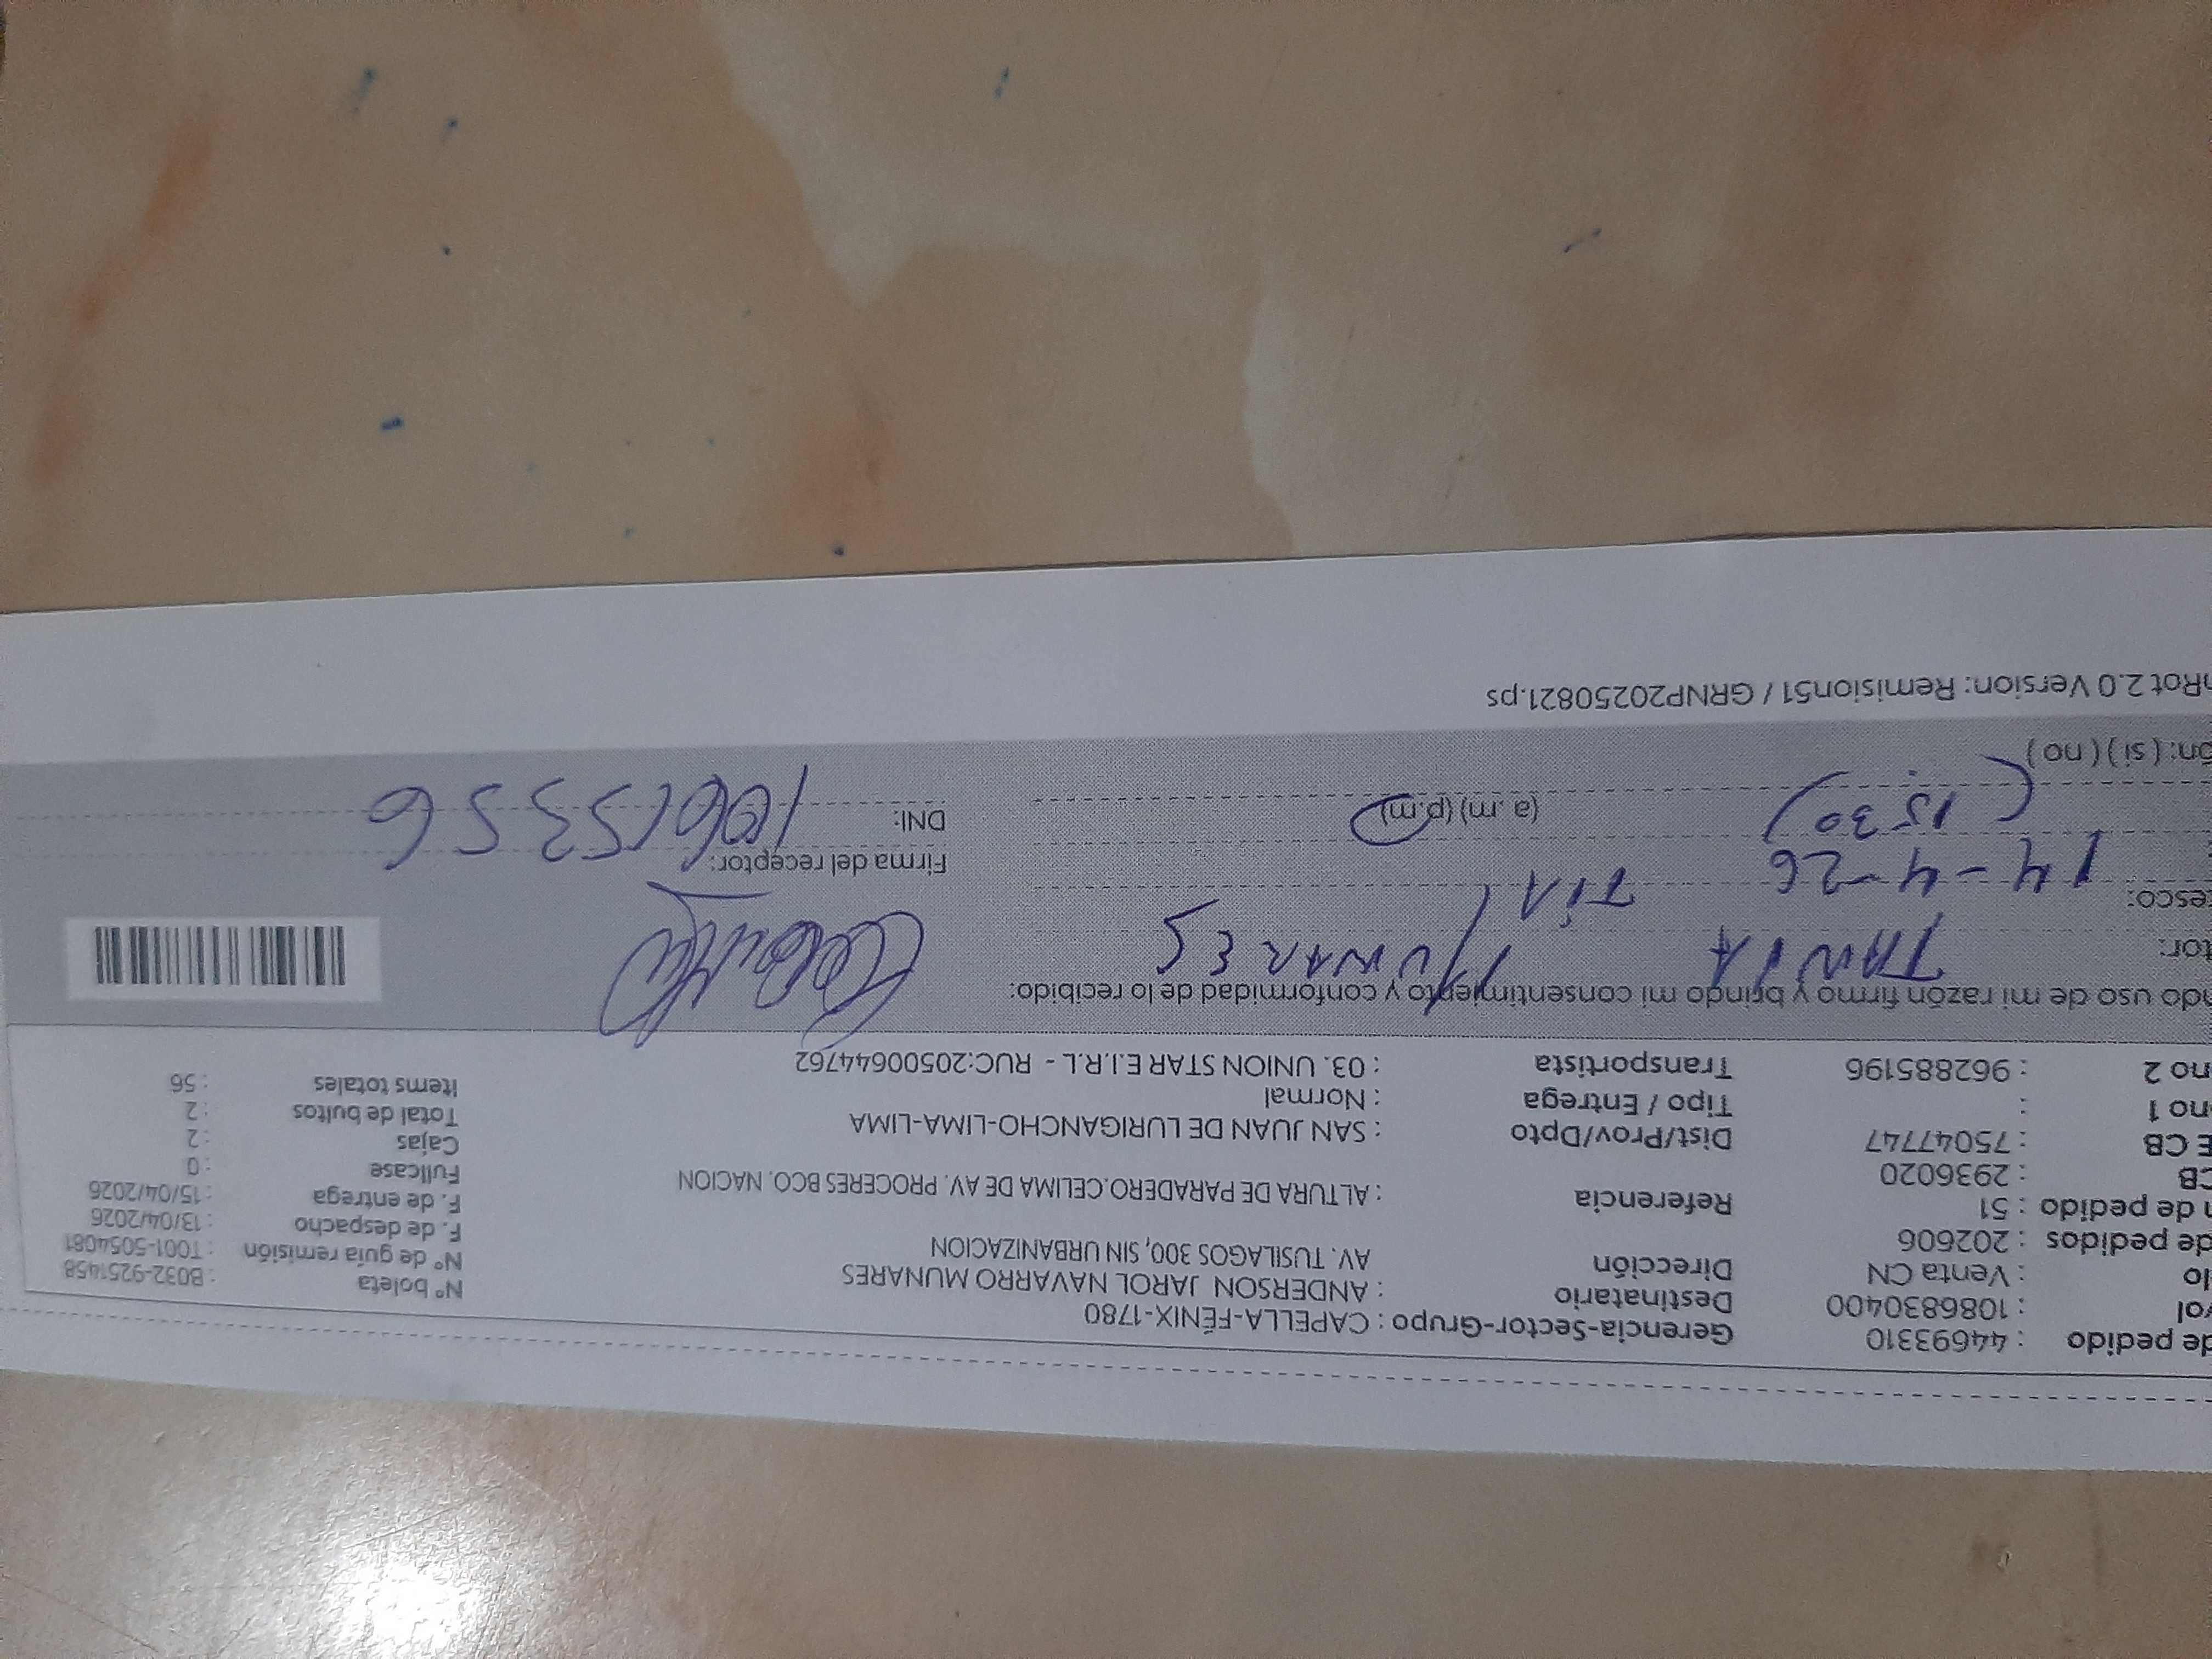 de pedido : 44693310 Gerencia-Sector-Grupo : CAPELLA-FÉNIX-1780 N° boleta : B032-9251458
: 1086830400 Destinatario : ANDERSON JAROL NAVARRO MUNARES N° de guía remisión : T001-5054081
lo : Venta CN Dirección AV. TUSILAGOS 300, SIN URBANIZACION F. de despacho : 13/04/2026
de pedidos : 202606 F. de entrega : 15/04/2026
n de pedido : 51 Referencia : ALTURA DE PARADERO.CELIMA DE AV. PROCERES BCO. NACION Fullcase : 0
CB : 2936020 Cajas : 2
E CB : 75047747 Dist/Prov/Dpto : SAN JUAN DE LURIGANCHO-LIMA-LIMA Total de bultos : 2
no 1 : Tipo / Entrega : Normal Items totales : 56
no 2 : 962885196 Transportista : 03. UNION STAR E.I.R.L - RUC:20500644762
ndo uso de mi razón firmo y brindo mi consentimiento y conformidad de lo recibido:
tor: TANIA MUNARES
esco: TIA
14-4-26 Firma del receptor:
(15:30) (a. m) (p.m) DNI: 10615356
ón: ( si ) ( no )
nRot 2.0 Version: Remision51 / GRNP20250821.ps